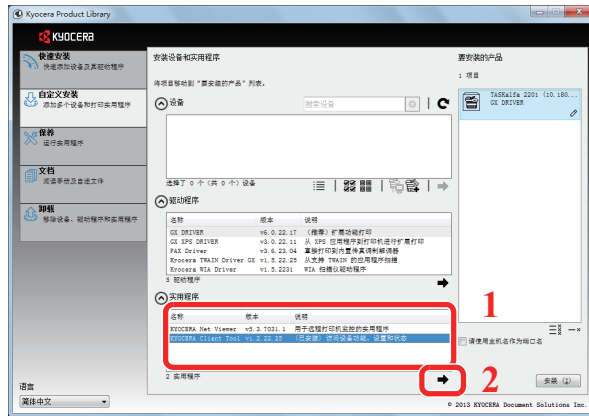 Kyocera Product Library
KYOCERA
快速安装
快速添加设备及其驱动程序
自定义安装
添加多个设备和打印实用程序
保养
运行实用程序
文档
阅读手册及自述文件
卸载
移除设备、驱动程序和实用程序
语言
简体中文
安装设备和实用程序
将项目移动到“要安装的产品”列表。
设备
搜索设备
选择了 0 个（共 0 个）设备
驱动程序
名称 版本 说明
GX DRIVER v6.0.22.17 （推荐）扩展功能打印
GX XPS DRIVER v3.0.22.11 从 XPS 应用程序到打印机进行扩展打印
FAX Driver v3.6.23.04 直接打印到内置传真调制解调器
Kyocera TWAIN Driver GX v1.5.22.25 从支持 TWAIN 的应用程序扫描
Kyocera WIA Driver v1.5.2231 WIA 扫描仪驱动程序
5 驱动程序
实用程序
名称 版本 说明
KYOCERA Net Viewer v5.3.7031.1 用于远程打印机监控的实用程序
KYOCERA Client Tool v1.2.22.25 （已安装）访问设备功能、设置和状态
2 实用程序
1
2
要安装的产品
1 项目
TASKalfa 2201 (10.180...
GX DRIVER
请使用主机名作为端口名
安装 (I)
© 2013 KYOCERA Document Solutions Inc.